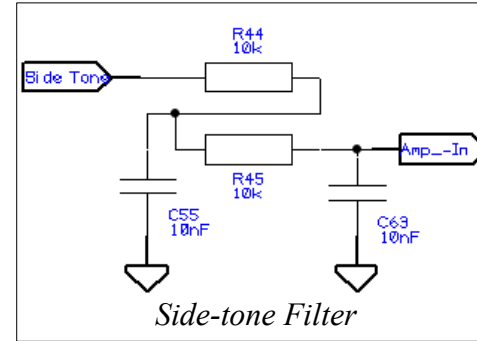 R44
10k
Side Tone
Amp_-In
R45
10k
C55
10nF
C63
10nF
Side-tone Filter